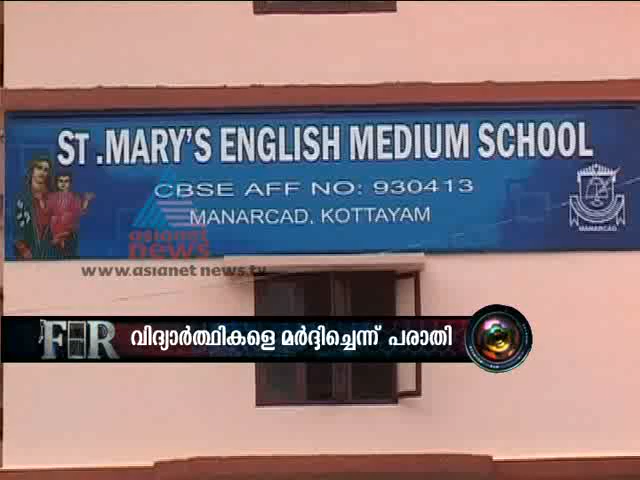 ST .MARY'S ENGLISH MEDIUM SCHOOL
CBSE AFF NO: 930413
MANARCAD, KOTTAYAM
MANARCAD.
asianet
news
www.asianetnews.tv
FIR വിദ്യാർത്ഥികളെ മർദ്ദിച്ചെന്ന് പരാതി